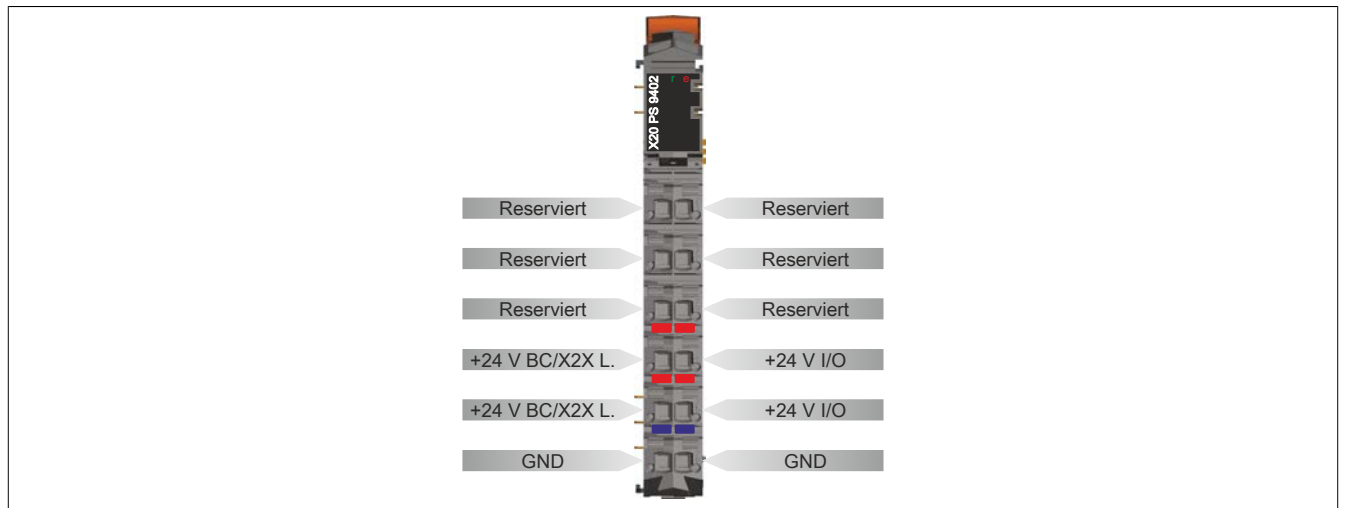 X20 PS 9402
r e
Reserviert Reserviert
Reserviert Reserviert
Reserviert Reserviert
+24 V BC/X2X L. +24 V I/O
+24 V BC/X2X L. +24 V I/O
GND GND